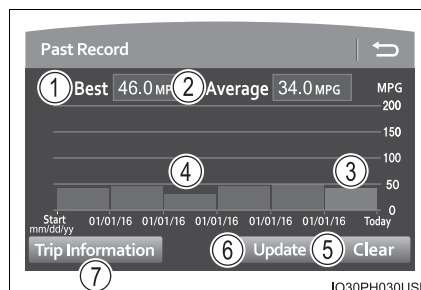 Past Record
1 Best 46.0 MP 2 Average 34.0 MPG MPG
200
150
100
4 3
50
0
Start mm/dd/yy 01/01/16 01/01/16 01/01/16 01/01/16 01/01/16 Today
Trip Information 6 Update 5 Clear
7
IO30PH030US